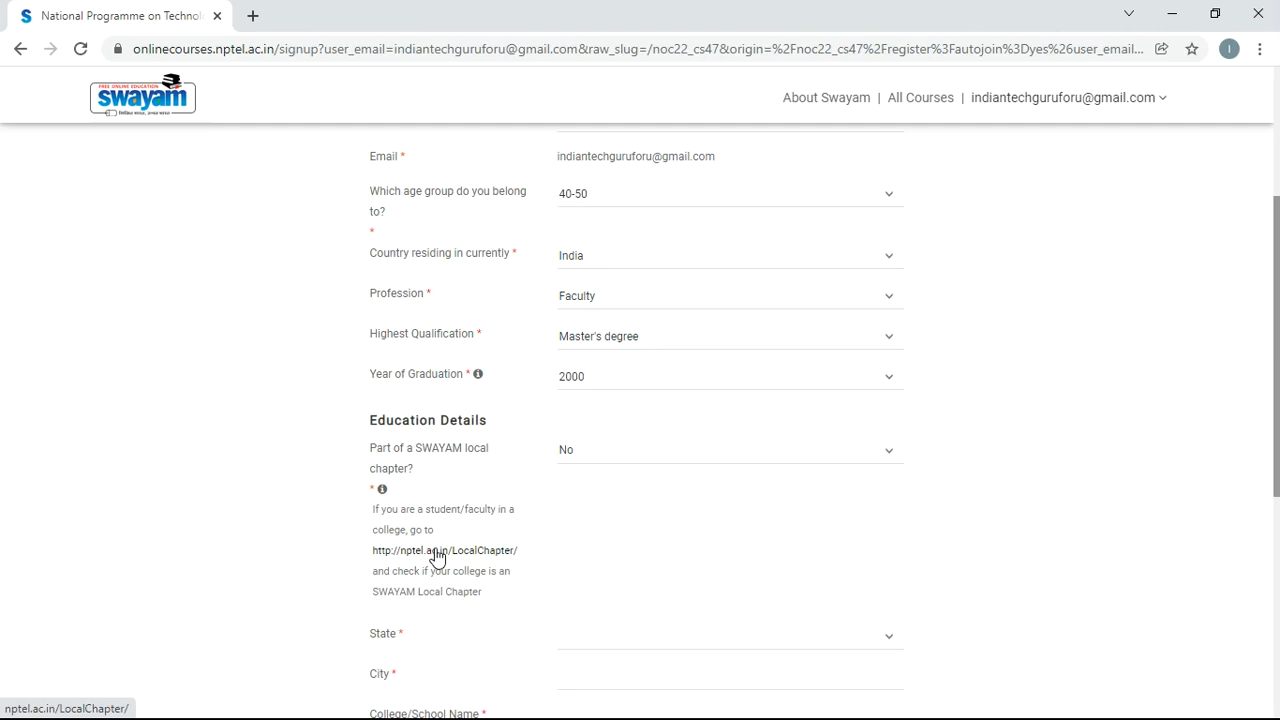 National Programme on Technolo
onlinecourses.nptel.ac.in/signup?user_email=indiantechguruforu@gmail.com&raw_slug=/noc22_cs47&origin=%2Fnoc22_cs47%2Fregister%3Fautojoin%3Dyes%26user_email...
I
FREE ONLINE EDUCATION
swayam
About Swayam | All Courses | indiantechguruforu@gmail.com
Email * indiantechguruforu@gmail.com
Which age group do you belong to? * 40-50
Country residing in currently * India
Profession * Faculty
Highest Qualification * Master's degree
Year of Graduation * 2000
Education Details
Part of a SWAYAM local No
chapter?
*
If you are a student/faculty in a
college, go to
http://nptel.ac.in/LocalChapter/
and check if your college is an
SWAYAM Local Chapter
State *
City *
College/School Name *
nptel.ac.in/LocalChapter/